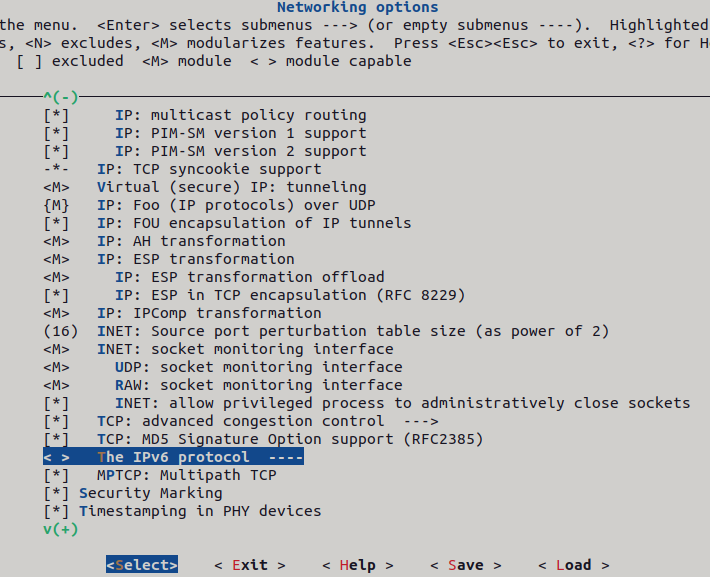 Networking options
the menu.  <Enter> selects submenus ---> (or empty submenus ----).  Highlighted
s, <N> excludes, <M> modularizes features.  Press <Esc><Esc> to exit, <?> for H
[ ] excluded  <M> module  < > module capable
^(-)
[*]     IP: multicast policy routing
[*]     IP: PIM-SM version 1 support
[*]     IP: PIM-SM version 2 support
-*-   IP: TCP syncookie support
<M>   Virtual (secure) IP: tunneling
{M}   IP: Foo (IP protocols) over UDP
[*]   IP: FOU encapsulation of IP tunnels
<M>   IP: AH transformation
<M>   IP: ESP transformation
<M>     IP: ESP transformation offload
[*]     IP: ESP in TCP encapsulation (RFC 8229)
<M>   IP: IPComp transformation
(16)  INET: Source port perturbation table size (as power of 2)
<M>   INET: socket monitoring interface
<M>     UDP: socket monitoring interface
<M>     RAW: socket monitoring interface
[*]     INET: allow privileged process to administratively close sockets
[*]   TCP: advanced congestion control  --->
[*]   TCP: MD5 Signature Option support (RFC2385)
< >   The IPv6 protocol  ----
[*]   MPTCP: Multipath TCP
[*] Security Marking
[*] Timestamping in PHY devices
v(+)
<Select>    < Exit >    < Help >    < Save >    < Load >